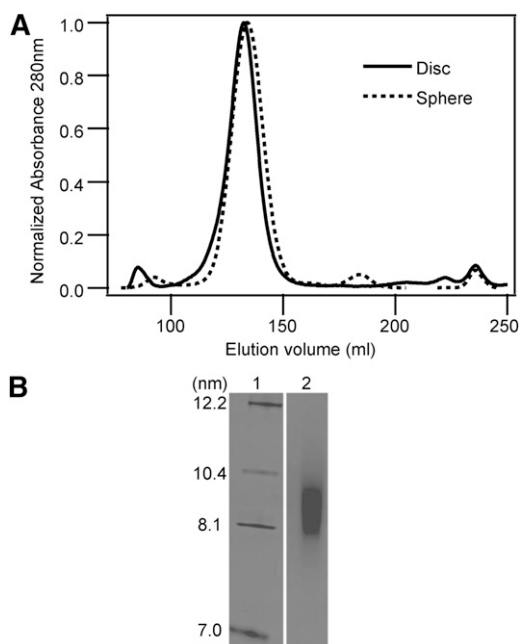 A
Normalized Absorbance 280nm
1.0
0.8
0.6
0.4
0.2
0.0
Disc
Sphere
100
150
200
250
Elution volume (ml)
B
(nm) 1 2
12.2
10.4
8.1
7.0